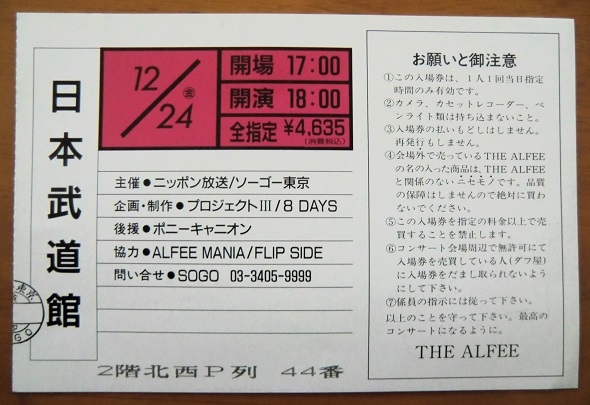 日本武道館
12/24 ㊎
開場 17:00
開演 18:00
全指定 ¥4,635
(消費税込)
主催●ニッポン放送/ソーゴー東京
企画・制作●プロジェクトIII/8 DAYS
後援●ポニーキャニオン
協力●ALFEE MANIA/FLIP SIDE
問い合せ●SOGO 03-3405-9999
2階北西P列 44番
お願いと御注意
①この入場券は、1人1回当日指定
時間のみ有効です。
②カメラ、カセットレコーダー、ペ
ンライト類は持ち込まないこと。
③入場券の払いもどしはしません。
再発行もしません。
④会場外で売っているTHE ALFEE
の名の入った商品は、THE ALFEE
と関係のないニセモノです。品質
の保障はしませんので絶対に買わ
ないでください。
⑤この入場券を指定の料金以上で売
買することを禁止します。
⑥コンサート会場周辺で無許可にて
入場券を売買している人(ダフ屋)
に入場券をだまし取られないよう
にして下さい。
⑦係員の指示には従って下さい。
以上のことを守って下さい。最高の
コンサートになるように。
THE ALFEE